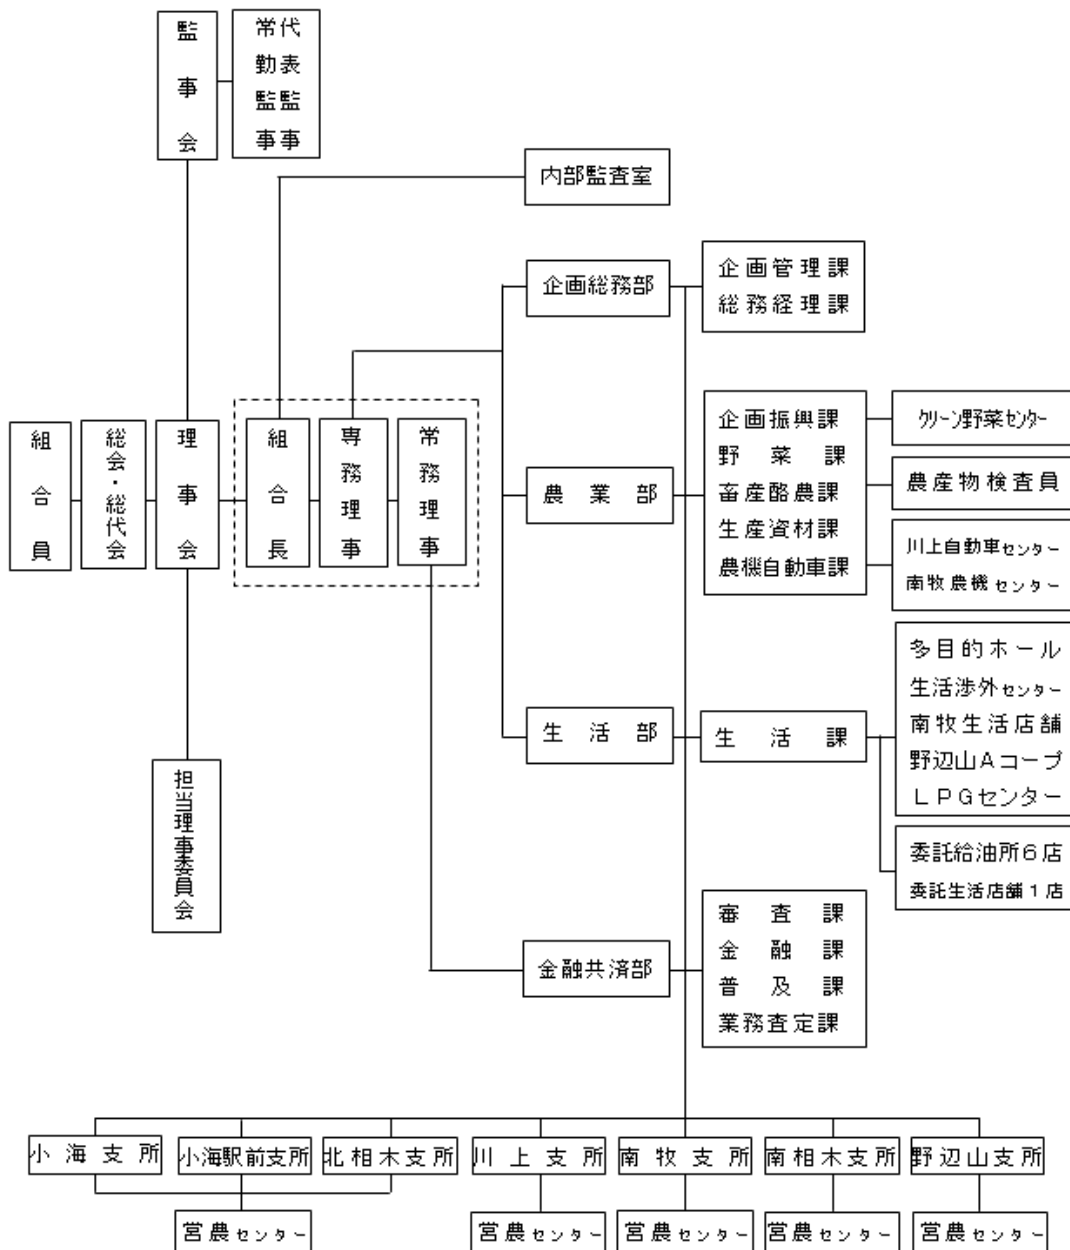 監事会
代表監事
常勤監事
内部監査室
企画総務部
企画管理課
総務経理課
組合員
総会・総代会
理事会
組合長
専務理事
常務理事
農業部
企画振興課
野菜課
畜産酪農課
生産資材課
農機自動車課
クリーン野菜センター
農産物検査員
川上自動車センター
南牧農機センター
生活部
生活課
多目的ホール
生活渉外センター
南牧生活店舗
野辺山Aコープ
LPGセンター
委託給油所6店
委託生活店舗1店
担当理事委員会
金融共済部
審査課
金融課
普及課
業務査定課
小海支所
小海駅前支所
北相木支所
川上支所
南牧支所
南相木支所
野辺山支所
営農センター
営農センター
営農センター
営農センター
営農センター